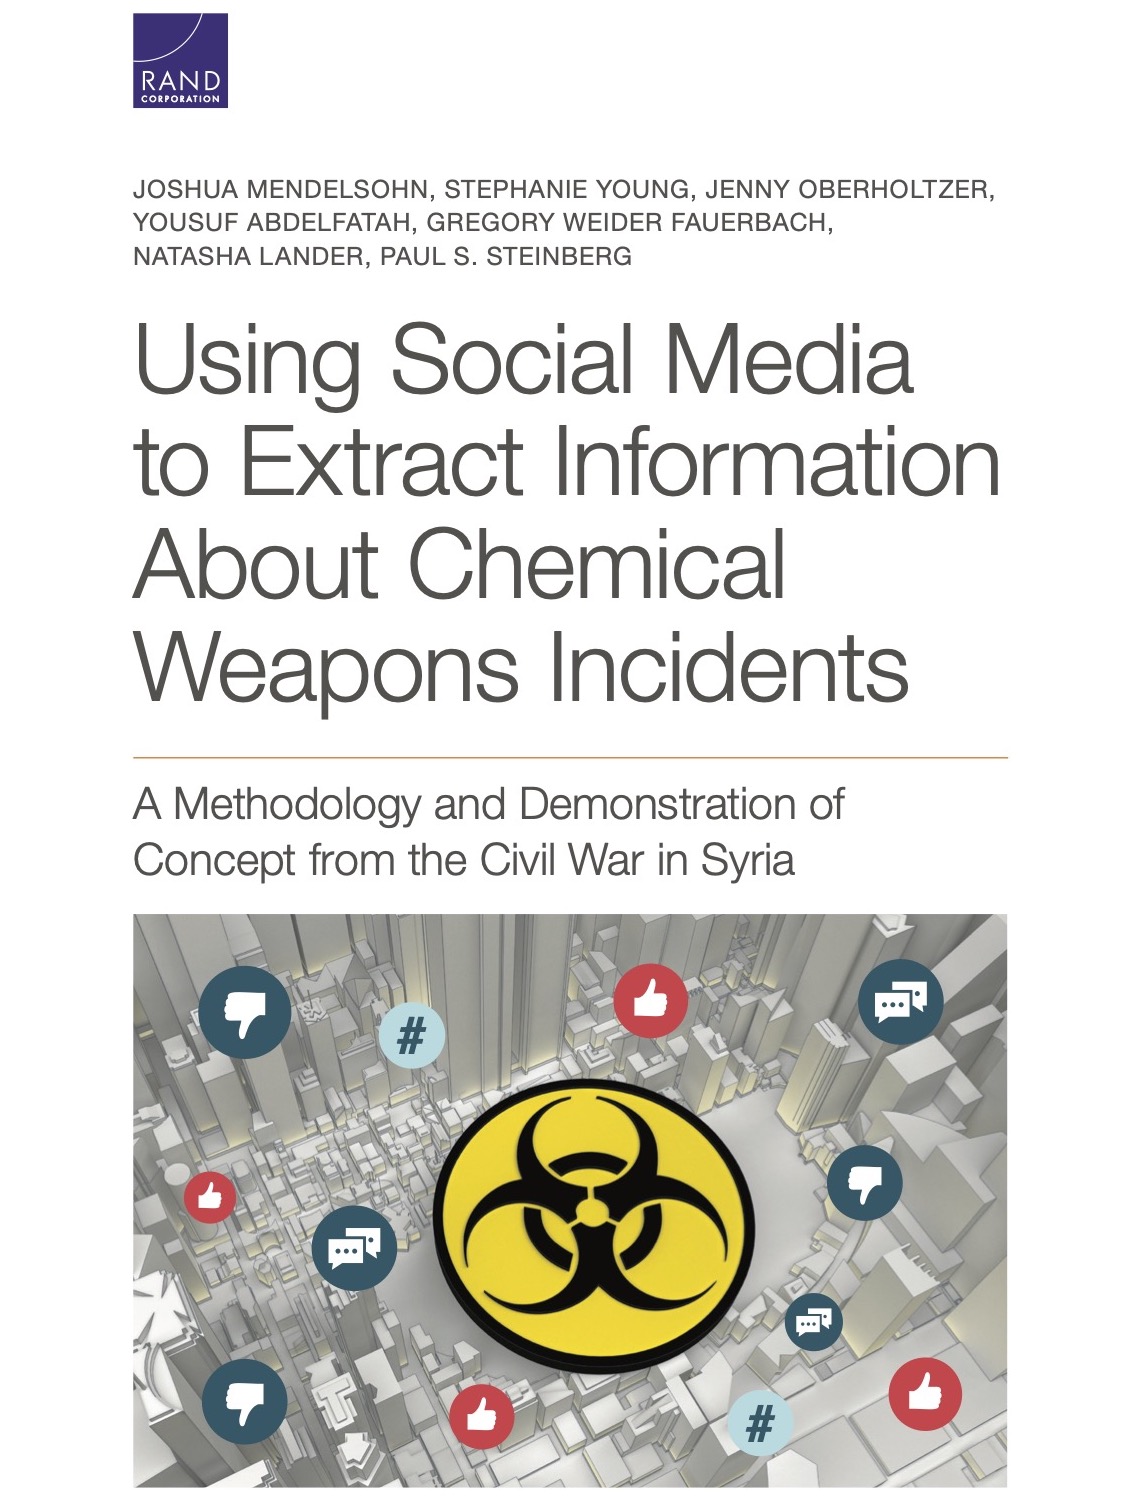 RAND
CORPORATION
JOSHUA MENDELSOHN, STEPHANIE YOUNG, JENNY OBERHOLTZER,
YOUSUF ABDELFATAH, GREGORY WEIDER FAUERBACH,
NATASHA LANDER, PAUL S. STEINBERG
Using Social Media
to Extract Information
About Chemical
Weapons Incidents
A Methodology and Demonstration of
Concept from the Civil War in Syria
#
#